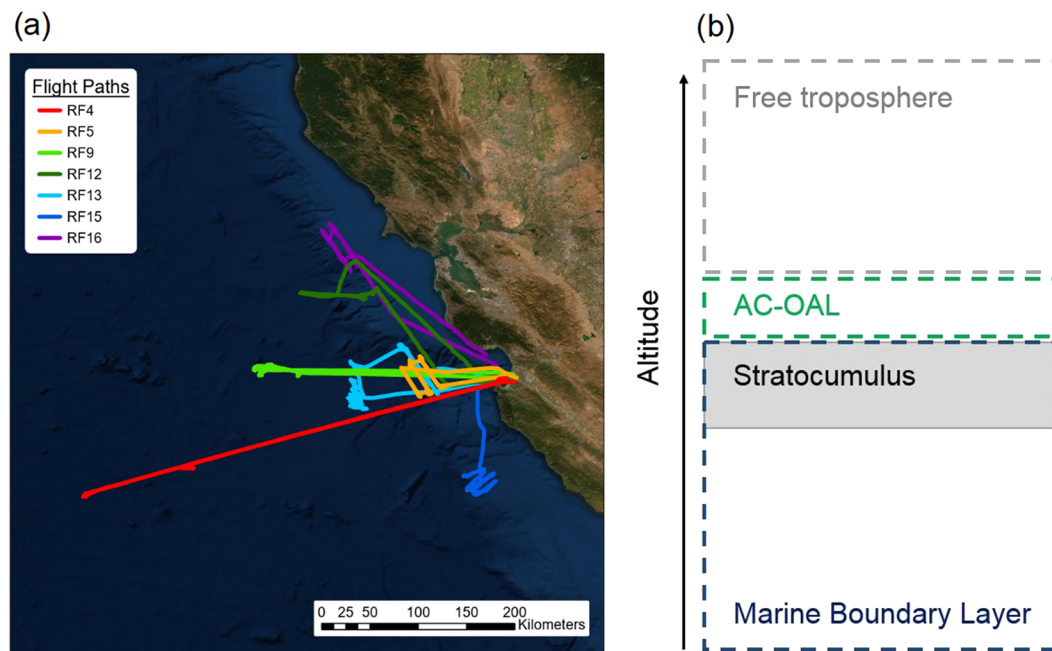 (a)
Flight Paths
RF4
RF5
RF9
RF12
RF13
RF15
RF16
0 25 50 100 150 200
Kilometers
(b)
Altitude
Free troposphere
AC-OAL
Stratocumulus
Marine Boundary Layer